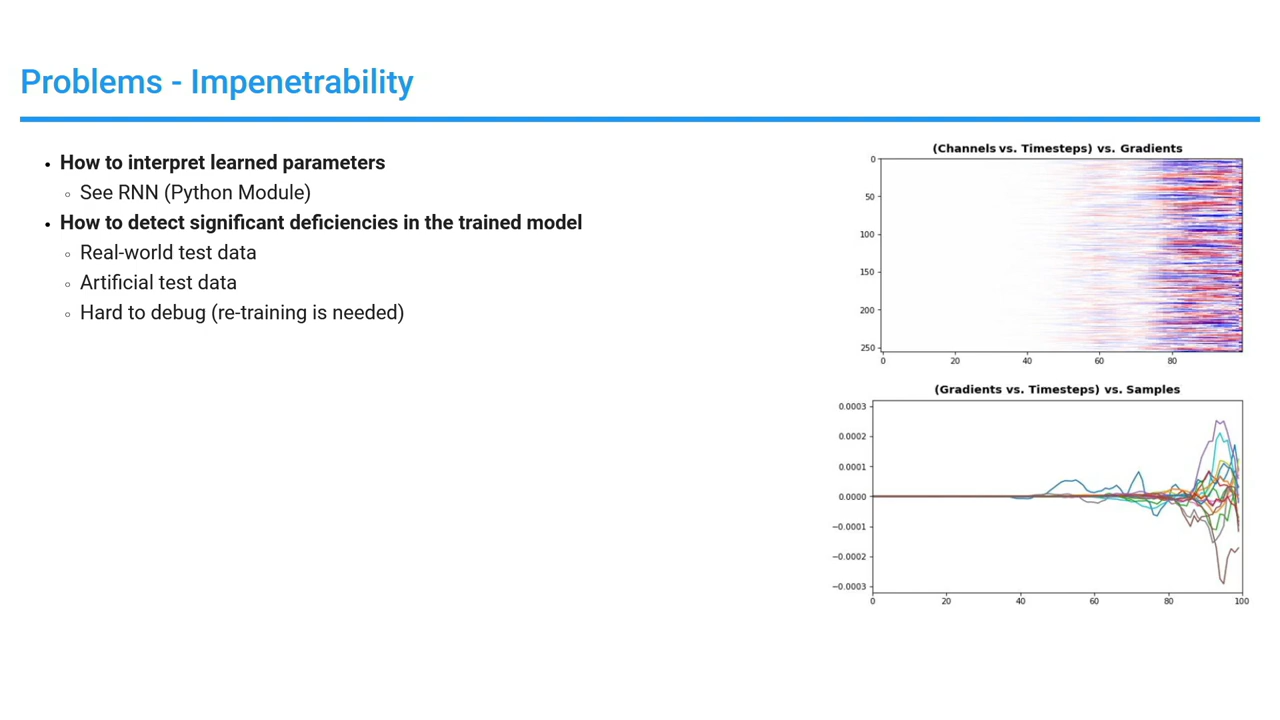 Problems - Impenetrability
• How to interpret learned parameters
◦ See RNN (Python Module)
• How to detect significant deficiencies in the trained model
◦ Real-world test data
◦ Artificial test data
◦ Hard to debug (re-training is needed)
(Channels vs. Timesteps) vs. Gradients
0
50
100
150
200
250
0 20 40 60 80
(Gradients vs. Timesteps) vs. Samples
0.0003
0.0002
0.0001
0.0000
−0.0001
−0.0002
−0.0003
0 20 40 60 80 100